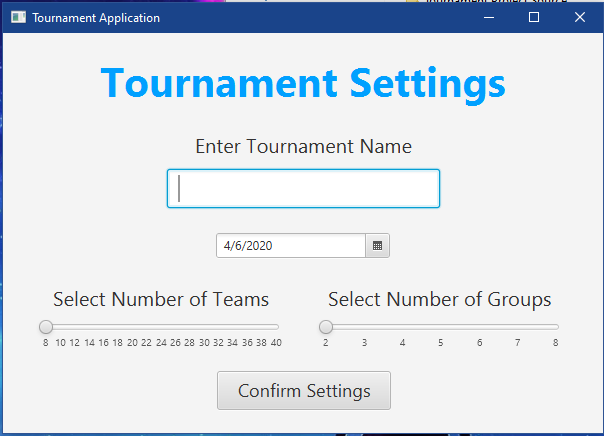 Tournament Application
Tournament Settings
Enter Tournament Name
4/6/2020
Select Number of Teams
Select Number of Groups
8 10 12 14 16 18 20 22 24 26 28 30 32 34 36 38 40
2 3 4 5 6 7 8
Confirm Settings